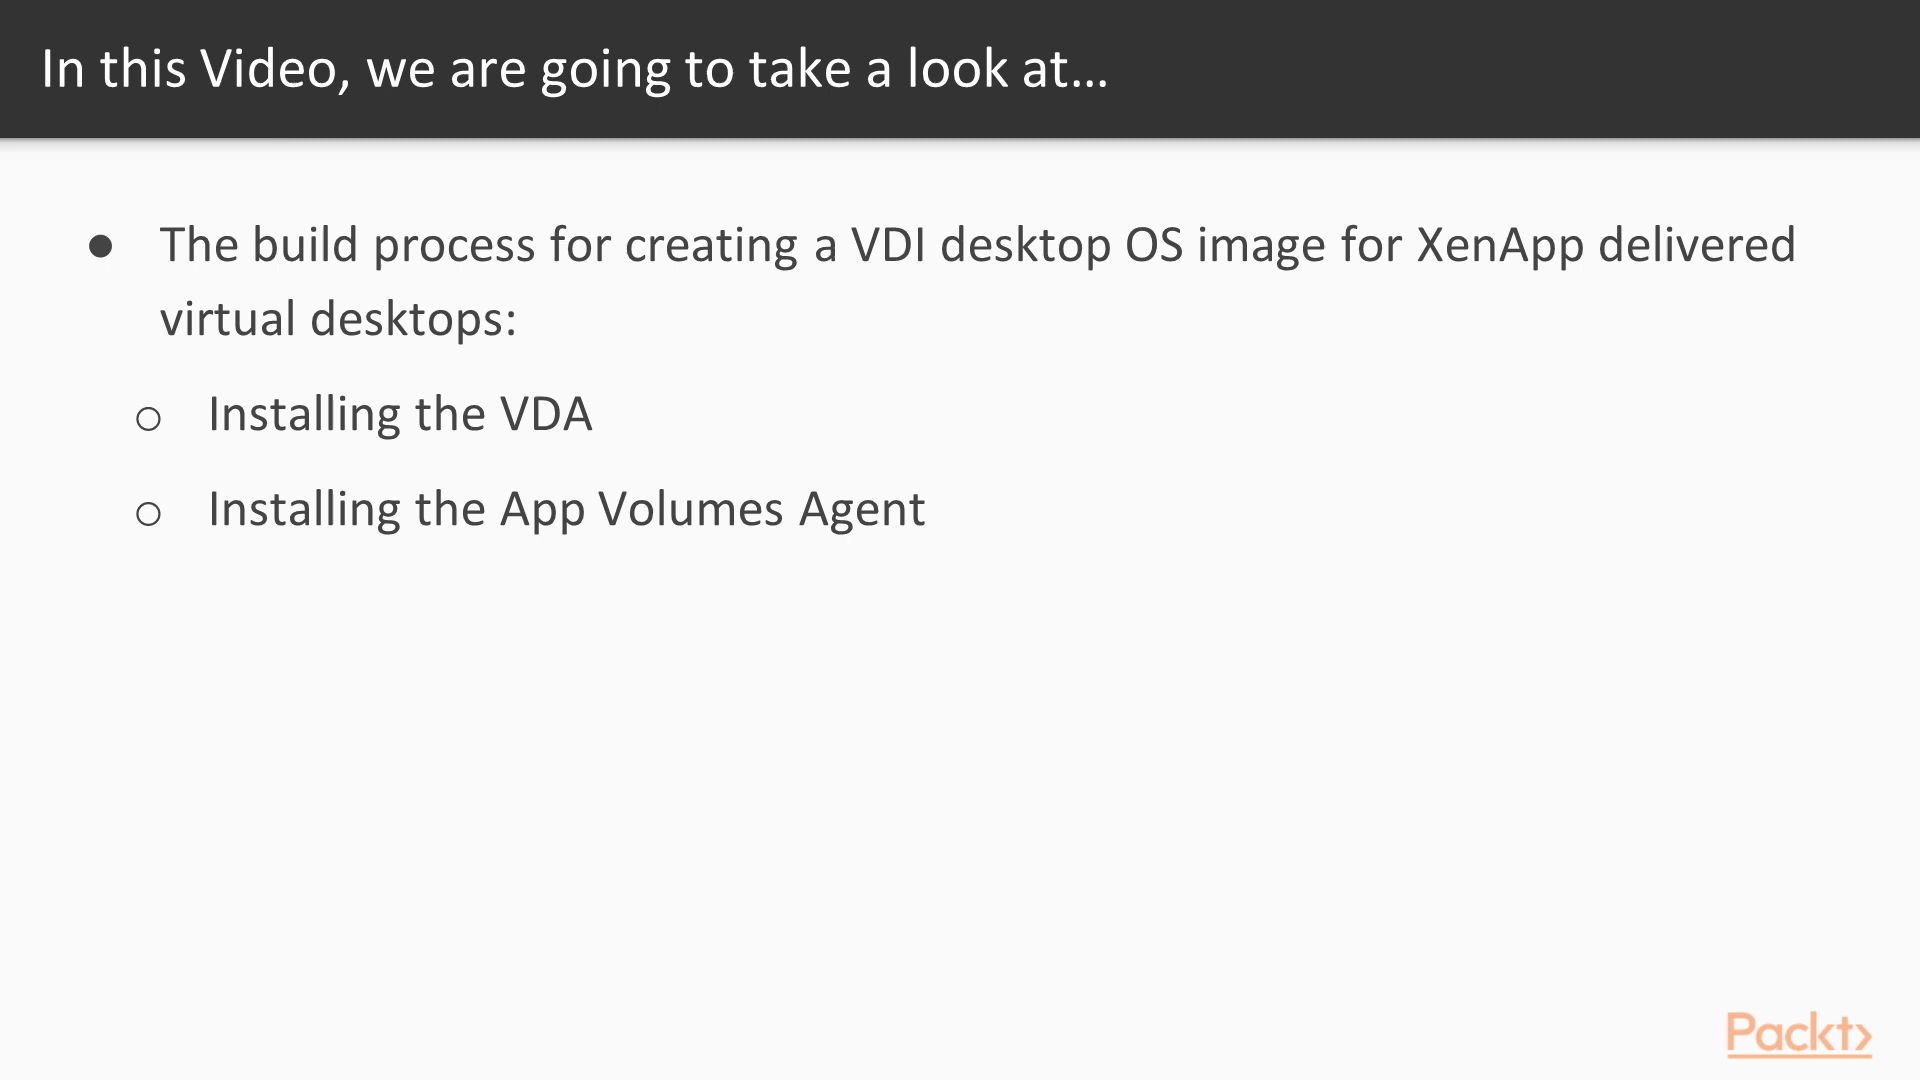 In this Video, we are going to take a look at...
● The build process for creating a VDI desktop OS image for XenApp delivered
virtual desktops:
○ Installing the VDA
○ Installing the App Volumes Agent
Packt>